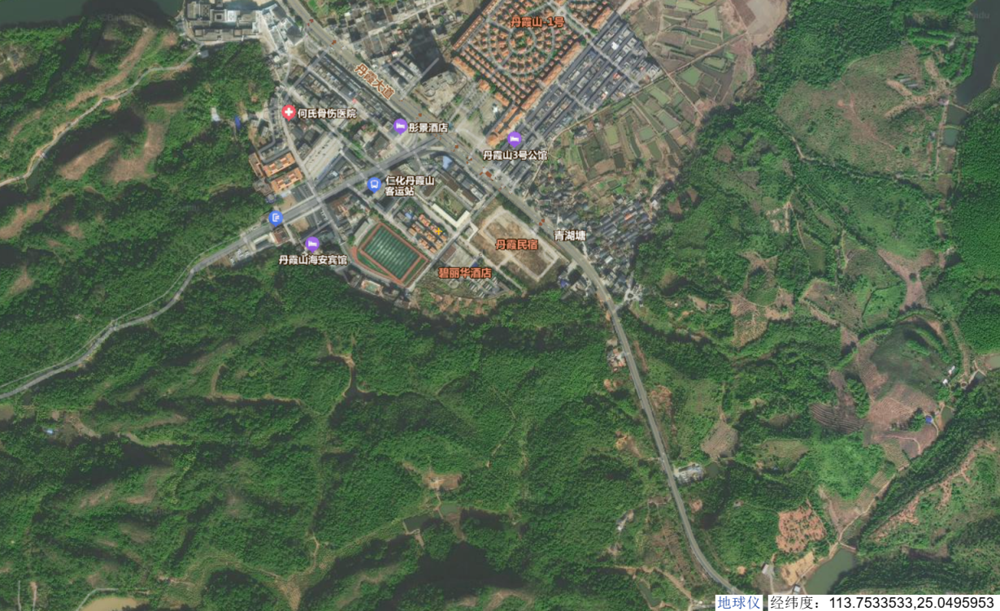 丹霞山·1号
丹霞大道
何氏骨伤医院
彤景酒店
丹霞山3号公馆
仁化丹霞山
客运站
青湖塘
丹霞民宿
丹霞山海安宾馆
碧丽华酒店
地球仪 经纬度：113.7533533,25.0495953